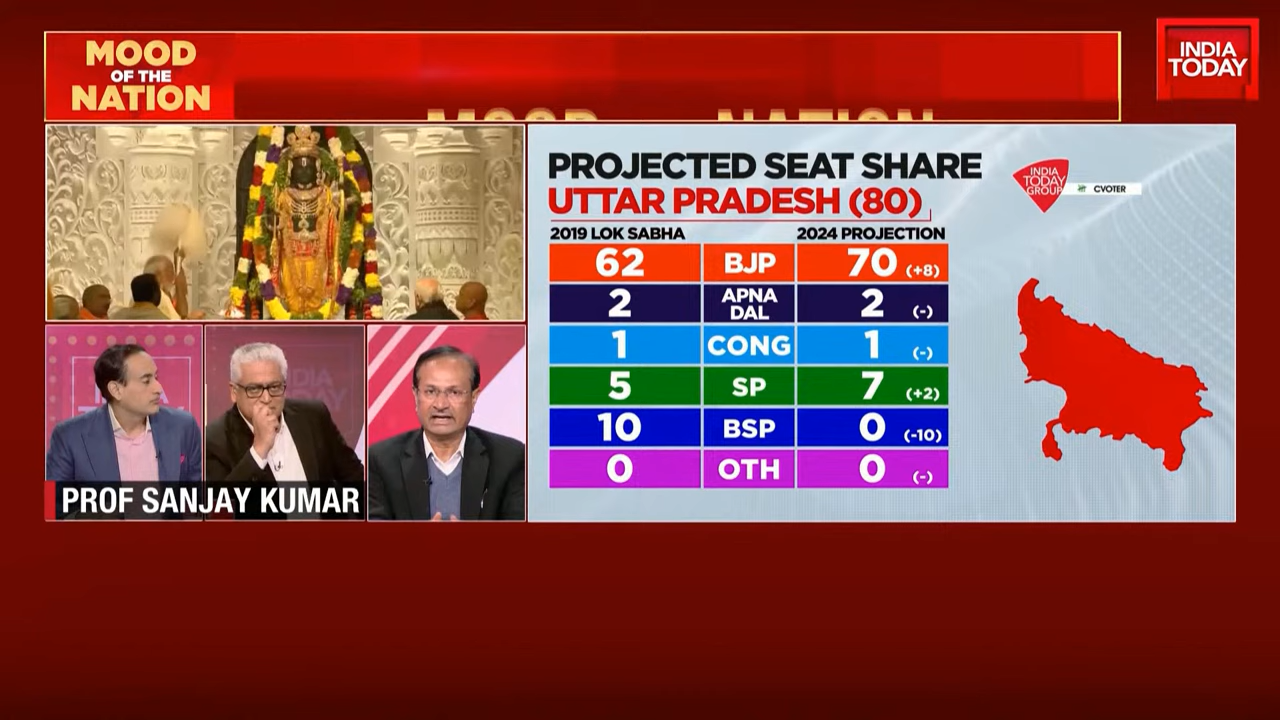 MOOD
OF THE
NATION
INDIA
TODAY
PROJECTED SEAT SHARE
UTTAR PRADESH (80)
INDIA
TODAY
GROUP
CVOTER
2019 LOK SABHA 2024 PROJECTION
62 BJP 70 (+8)
2 APNA DAL 2 (-)
1 CONG 1 (-)
5 SP 7 (+2)
10 BSP 0 (-10)
0 OTH 0 (-)
PROF SANJAY KUMAR